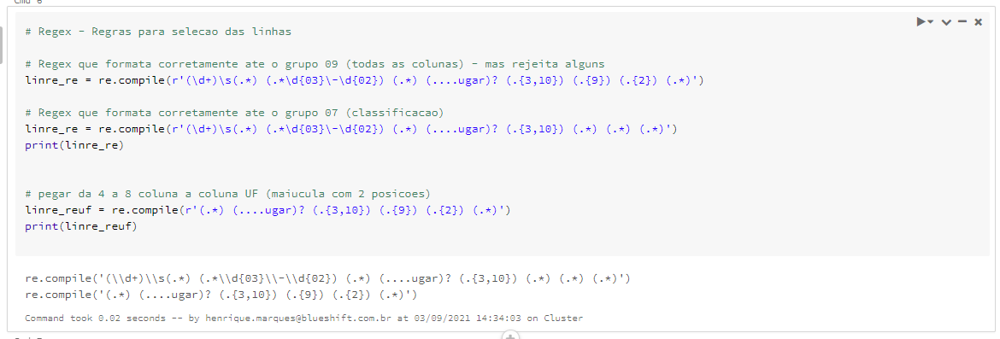 Cmd 6
# Regex - Regras para selecao das linhas
# Regex que formata corretamente ate o grupo 09 (todas as colunas) - mas rejeita alguns
linre_re = re.compile(r'(\d+)\s(.*) (.*\d{03}\-\d{02}) (.*) (....ugar)? (.{3,10}) (.{9}) (.{2}) (.*)')
# Regex que formata corretamente ate o grupo 07 (classificacao)
linre_re = re.compile(r'(\d+)\s(.*) (.*\d{03}\-\d{02}) (.*) (....ugar)? (.{3,10}) (.*) (.*) (.*)')
print(linre_re)
# pegar da 4 a 8 coluna a coluna UF (maiucula com 2 posicoes)
linre_reuf = re.compile(r'(.*) (....ugar)? (.{3,10}) (.{9}) (.{2}) (.*)')
print(linre_reuf)
re.compile('(\\d+)\\s(.*) (.*\\d{03}\\-\\d{02}) (.*) (....ugar)? (.{3,10}) (.*) (.*) (.*)')
re.compile('(.*) (....ugar)? (.{3,10}) (.{9}) (.{2}) (.*)')
Command took 0.02 seconds -- by henrique.marques@blueshift.com.br at 03/09/2021 14:34:03 on Cluster